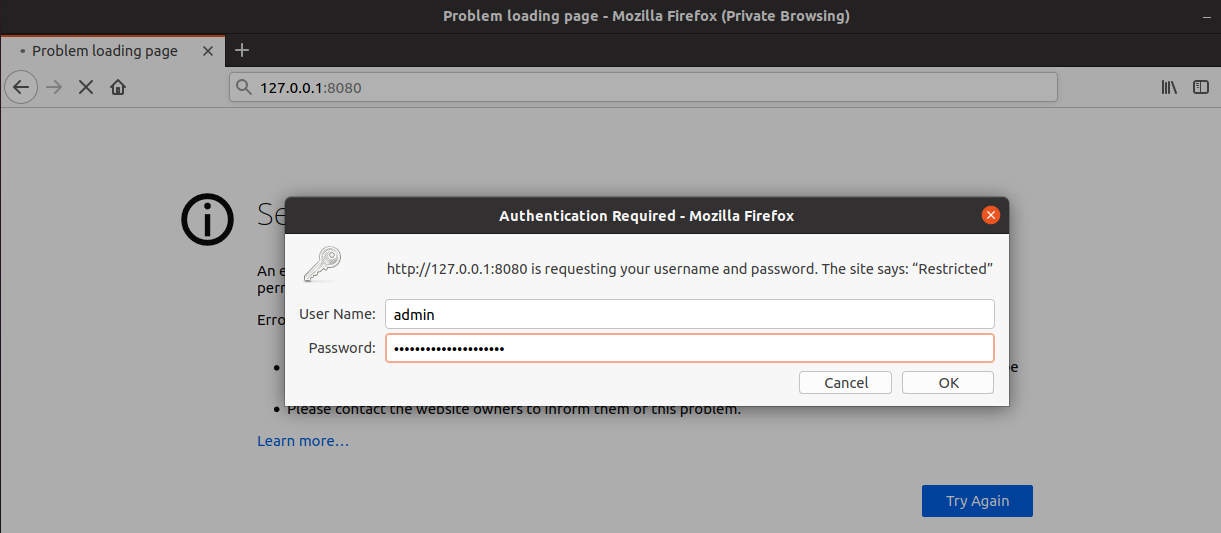 Problem loading page - Mozilla Firefox (Private Browsing)
Problem loading page
127.0.0.1:8080
Se
Authentication Required - Mozilla Firefox
An e
http://127.0.0.1:8080 is requesting your username and password. The site says: “Restricted”
User Name: admin
Password: •••••••••••••••••••••
Cancel OK
Please contact the website owners to inform them of this problem.
Learn more…
Try Again